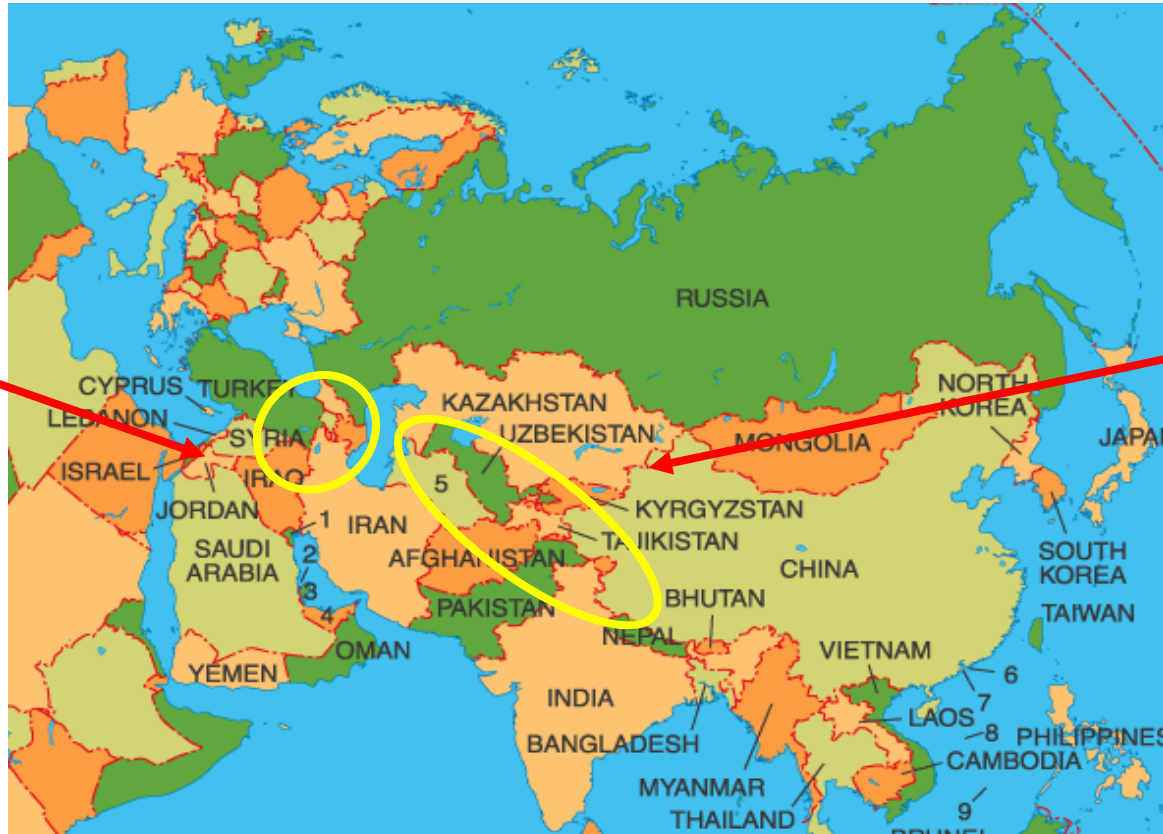 RUSSIA
CYPRUS
TURKEY
LEBANON
SYRIA
ISRAEL
IRAQ
JORDAN
SAUDI
ARABIA
YEMEN
OMAN
1
2
3
4
IRAN
KAZAKHSTAN
UZBEKISTAN
5
KYRGYZSTAN
TAJIKISTAN
AFGHANISTAN
PAKISTAN
MONGOLIA
NORTH
KOREA
JAPAN
SOUTH
KOREA
TAIWAN
CHINA
BHUTAN
NEPAL
INDIA
BANGLADESH
MYANMAR
THAILAND
VIETNAM
LAOS
CAMBODIA
6
7
8
9
PHILIPPINES
BRUNEI